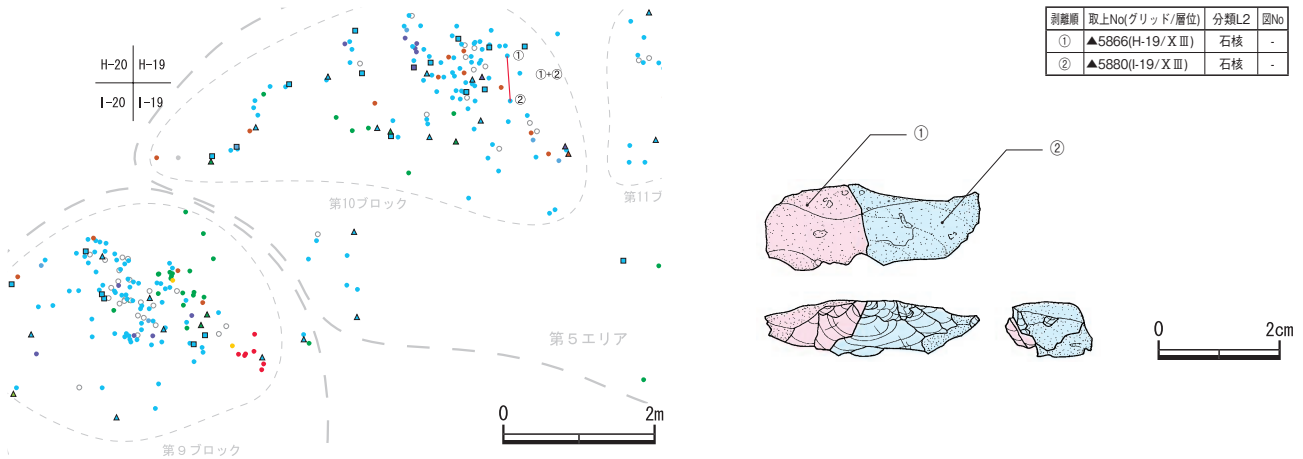 H-20 H-19
I-20 I-19
①
①+②
②
第10ブロック
第11ブ
第5エリア
第9ブロック
0 2m
剥離順 取上No(グリッド/層位) 分類L2 図No
① ▲5866(H-19/ⅩⅢ) 石核 -
② ▲5880(I-19/ⅩⅢ) 石核 -
①
②
0 2cm